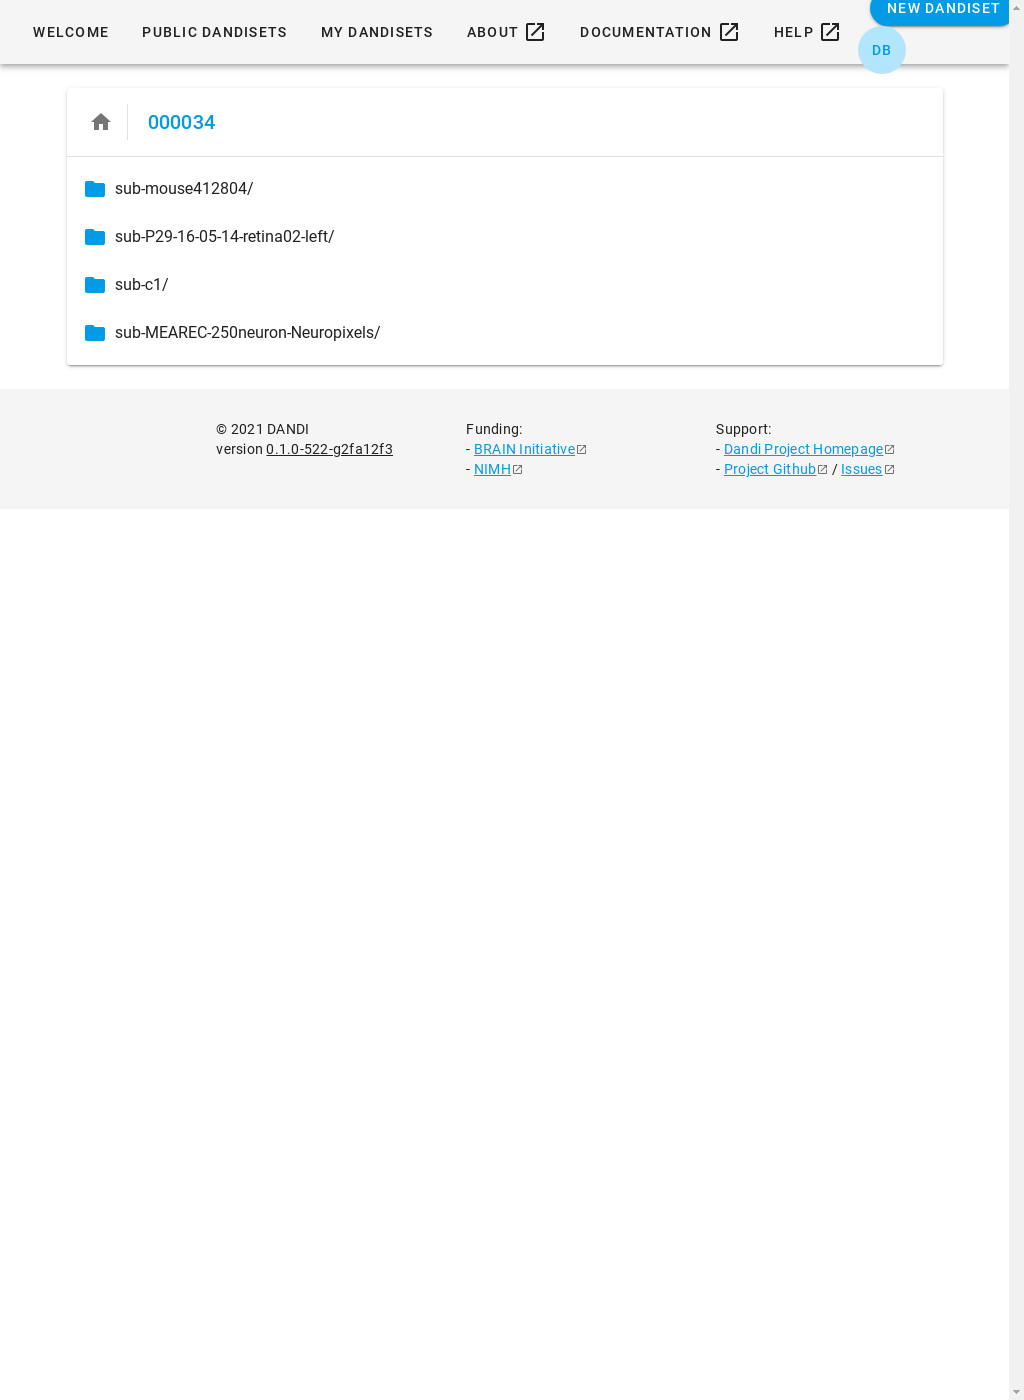 NEW DANDISET
WELCOME PUBLIC DANDISETS MY DANDISETS ABOUT DOCUMENTATION HELP
DB
000034
sub-mouse412804/
sub-P29-16-05-14-retina02-left/
sub-c1/
sub-MEAREC-250neuron-Neuropixels/
© 2021 DANDI
version 0.1.0-522-g2fa12f3
Funding:
- BRAIN Initiative
- NIMH
Support:
- Dandi Project Homepage
- Project Github / Issues